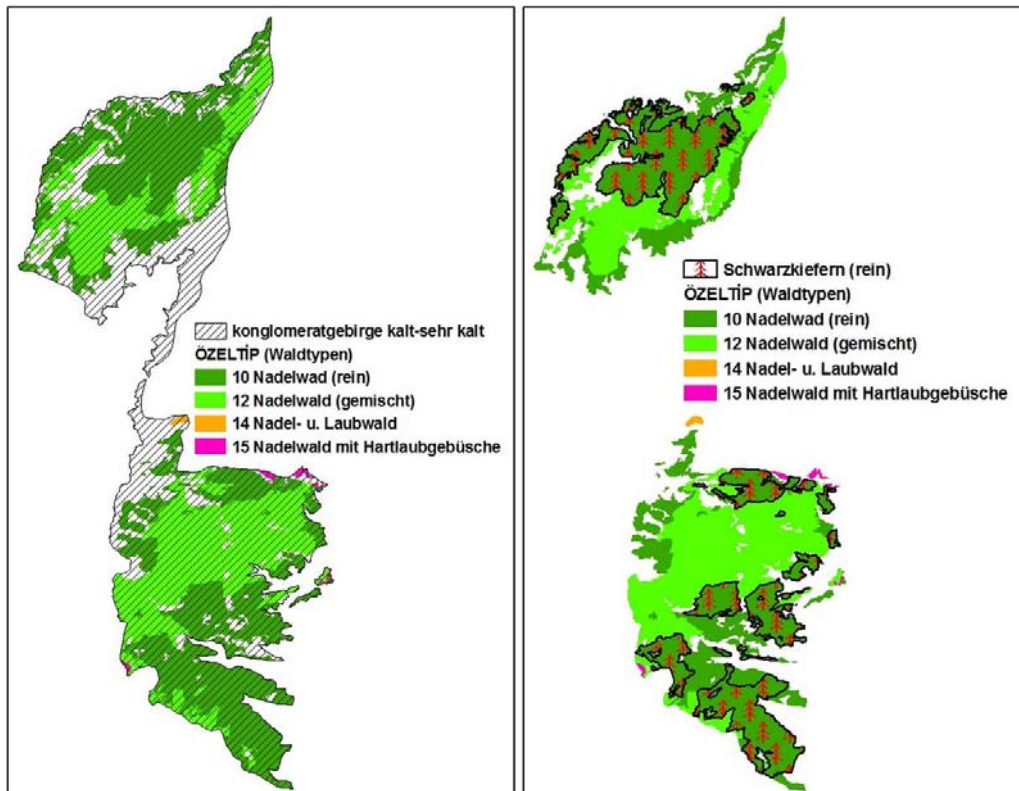 konglomeratgebirge kalt-sehr kalt
ÖZELTİP (Waldtypen)
10 Nadelwad (rein)
12 Nadelwald (gemischt)
14 Nadel- u. Laubwald
15 Nadelwald mit Hartlaubgebüsche
Schwarzkiefern (rein)
ÖZELTİP (Waldtypen)
10 Nadelwad (rein)
12 Nadelwald (gemischt)
14 Nadel- u. Laubwald
15 Nadelwald mit Hartlaubgebüsche